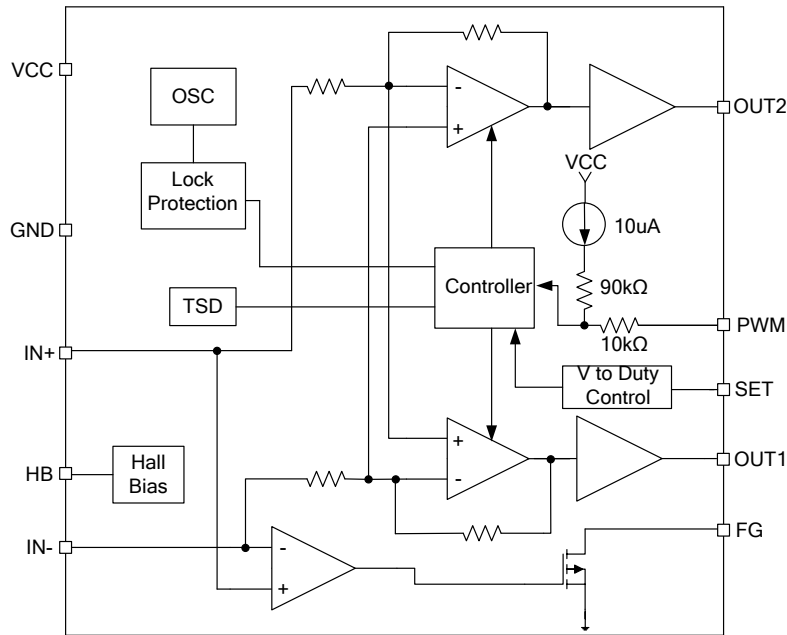 VCC
OSC
Lock
Protection
GND
TSD
IN+
HB
Hall
Bias
IN-
-
+
OUT2
VCC
10uA
90kΩ
Controller
10kΩ
PWM
V to Duty
Control
SET
+
-
OUT1
-
+
FG